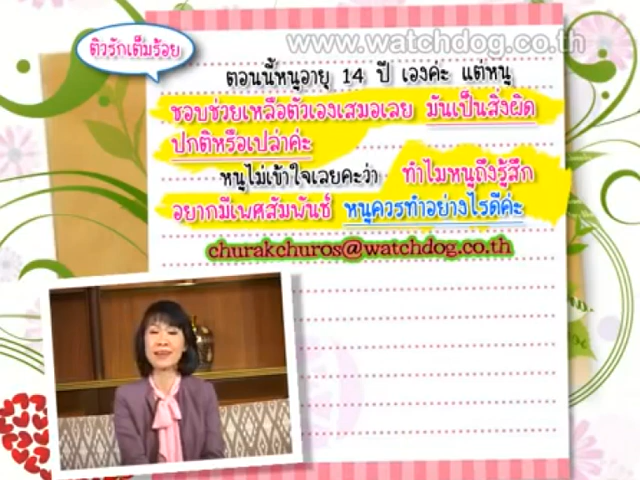 www.watchdog.co.th
ติวรักเต็มร้อย
ตอนนี้หนูอายุ 14 ปี เองค่ะ แต่หนู
ชอบช่วยเหลือตัวเองเสมอเลย มันเป็นสิ่งผิด
ปกติหรือเปล่าค่ะ
หนูไม่เข้าใจเลยคะว่า ทำไมหนูถึงรู้สึก
อยากมีเพศสัมพันธ์ หนูควรทำอย่างไรดีค่ะ
churakchuros@watchdog.co.th